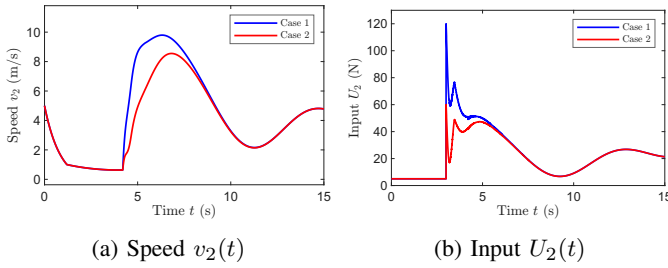 Case 1
Case 2
10
8
6
4
2
0
Speed v₂ (m/s)
0
5
10
15
Time t (s)
(a) Speed v₂(t)
Case 1
Case 2
120
100
80
60
40
20
0
Input U₂ (N)
0
5
10
15
Time t (s)
(b) Input U₂(t)